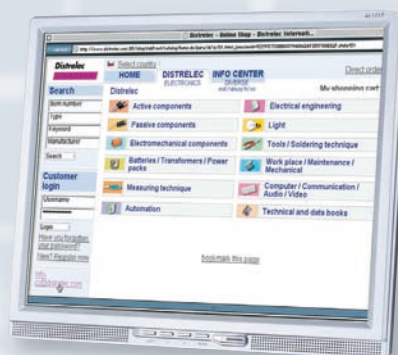 Distrelec - Online Shop - Distrelec Internati...
Distrelec
Select country
HOME
DISTRELEC
ELECTRONICS
INFO CENTER
DIVERSE
Direct order
My shopping cart
Search
Item number
Type
Keyword
Manufacturer
Search
Customer
login
Username
Login
Have you forgotten
your password?
New? Register now
Info
Distrelec
Active components
Passive components
Electromechanical components
Batteries / Transformers / Power
packs
Measuring technique
Automation
Electrical engineering
Light
Tools / Soldering technique
Work place / Maintenance /
Mechanical
Computer / Communication /
Audio / Video
Technical and data books
bookmark this page